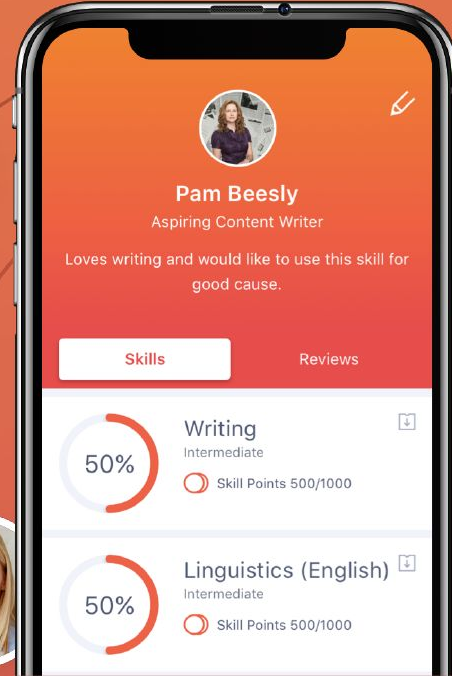 Pam Beesly
Aspiring Content Writer
Loves writing and would like to use this skill for
good cause.
Skills
Reviews
50%
Writing
Intermediate
Skill Points 500/1000
50%
Linguistics (English)
Intermediate
Skill Points 500/1000